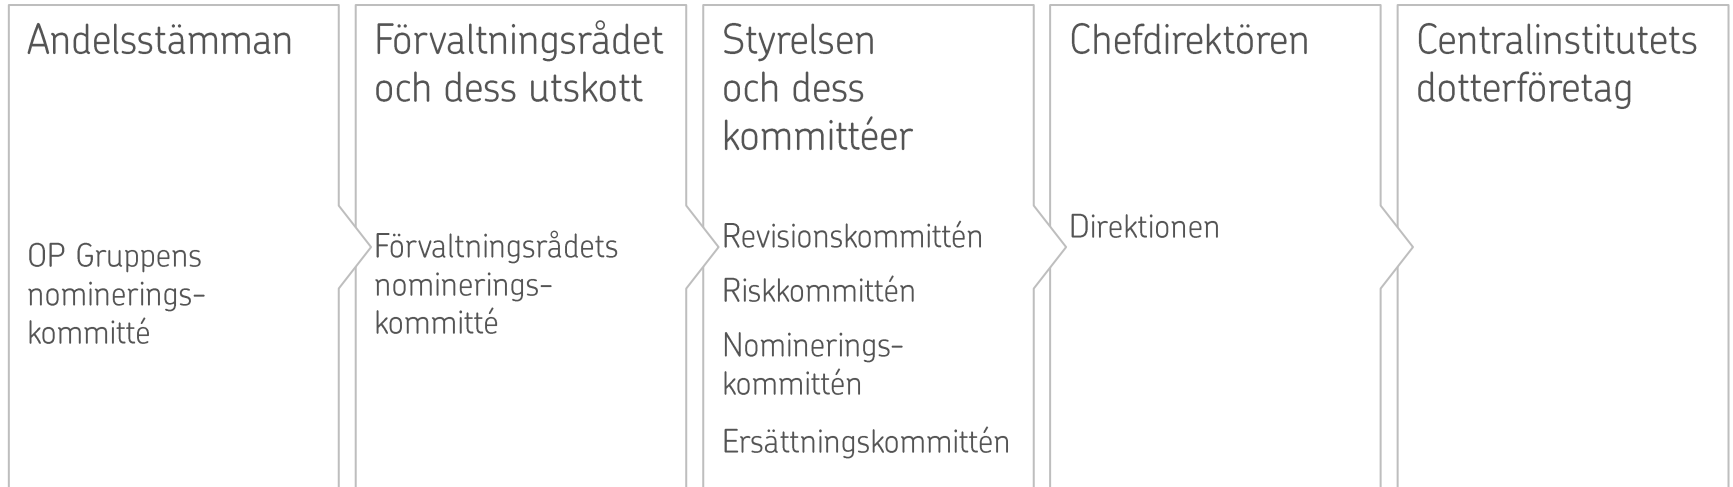 Andelsstämman
OP Gruppens
nominerings-
kommitté
Förvaltningsrådet
och dess utskott
Förvaltningsrådets
nominerings-
kommitté
Styrelsen
och dess
kommittéer
Revisionskommittén
Riskkommittén
Nominerings-
kommittén
Ersättningskommittén
Chefdirektören
Direktionen
Centralinstitutets
dotterföretag